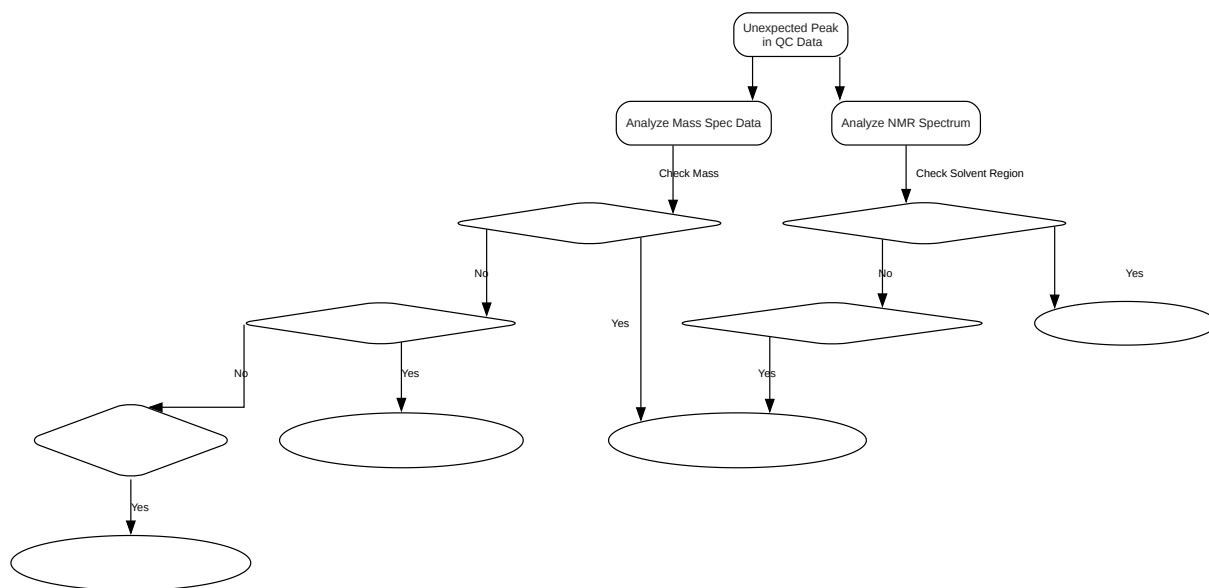 Unexpected Peak
in QC Data
Analyze Mass Spec Data
Analyze NMR Spectrum
Check Mass
Check Solvent Region
No
No
Yes
Yes
No
Yes
Yes
Yes